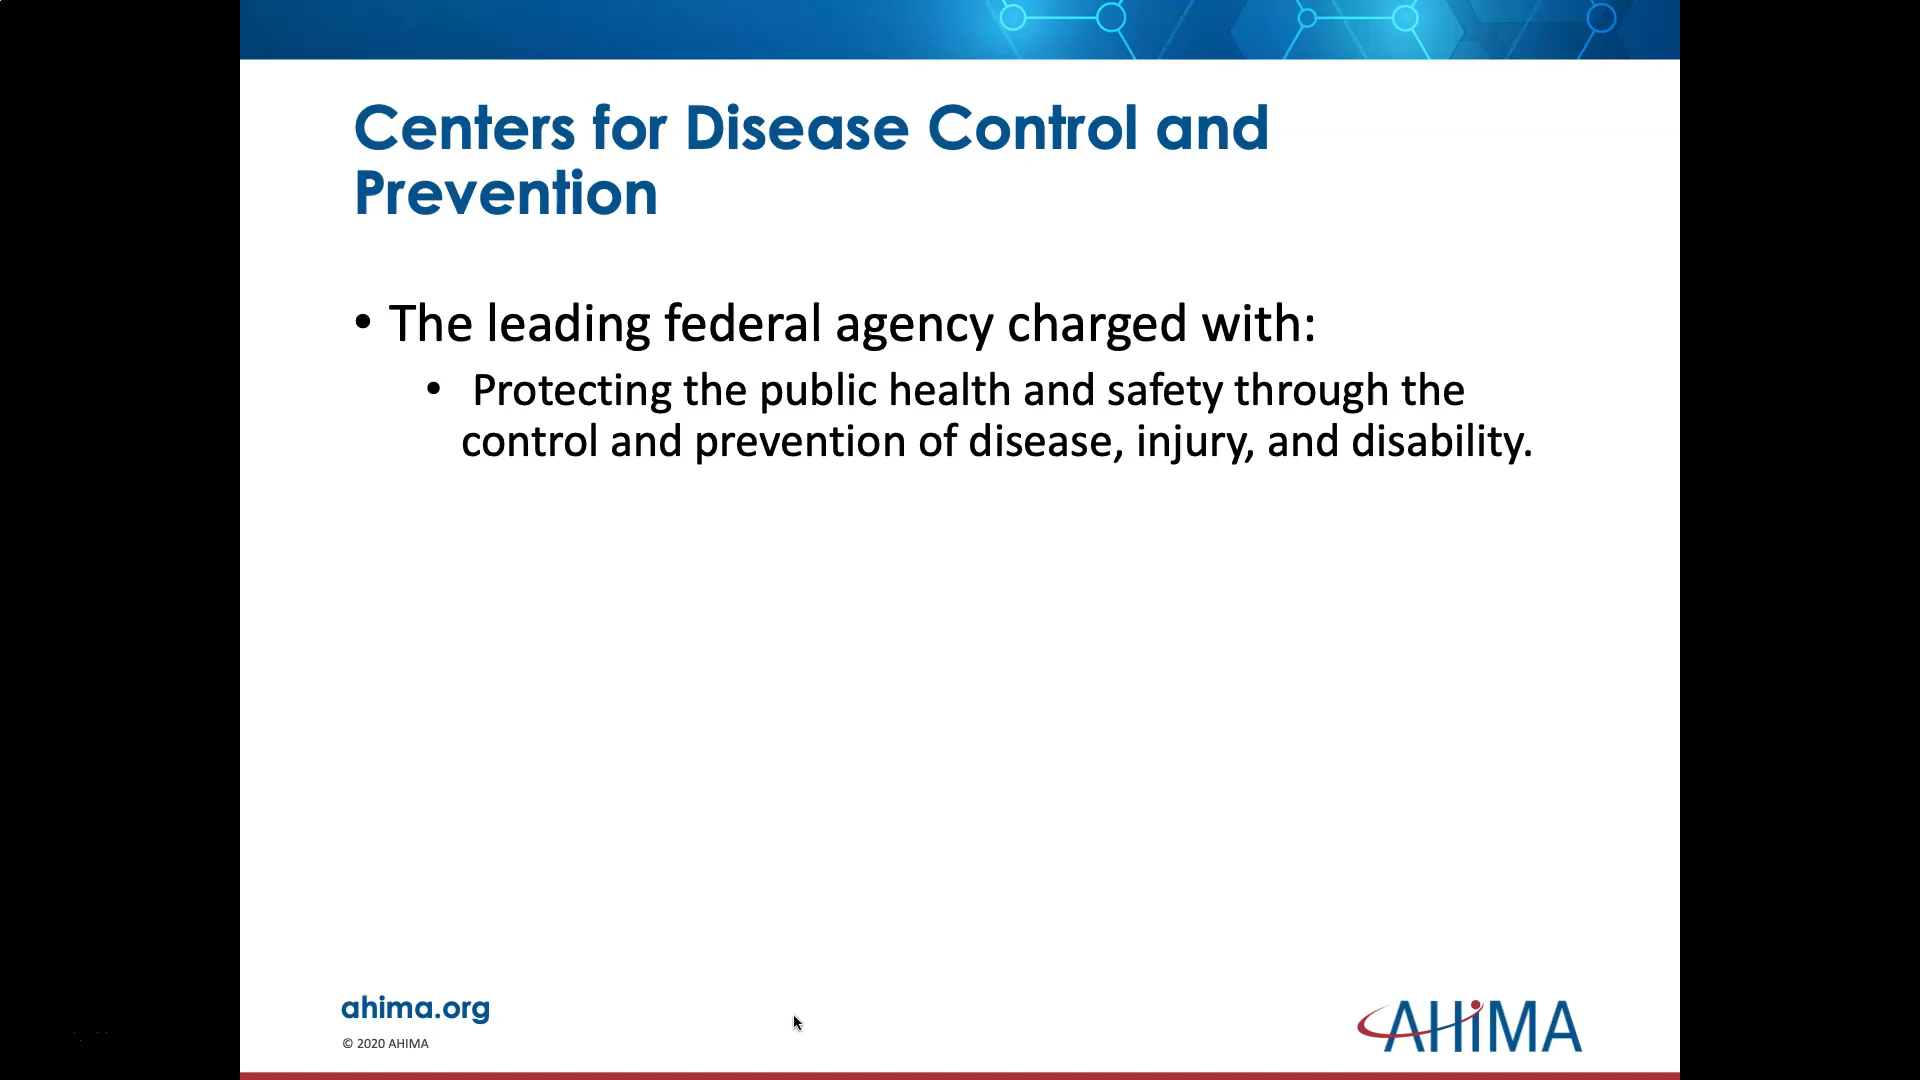 Centers for Disease Control and
Prevention
• The leading federal agency charged with:
• Protecting the public health and safety through the
control and prevention of disease, injury, and disability.
ahima.org
© 2020 AHIMA
AHIMA